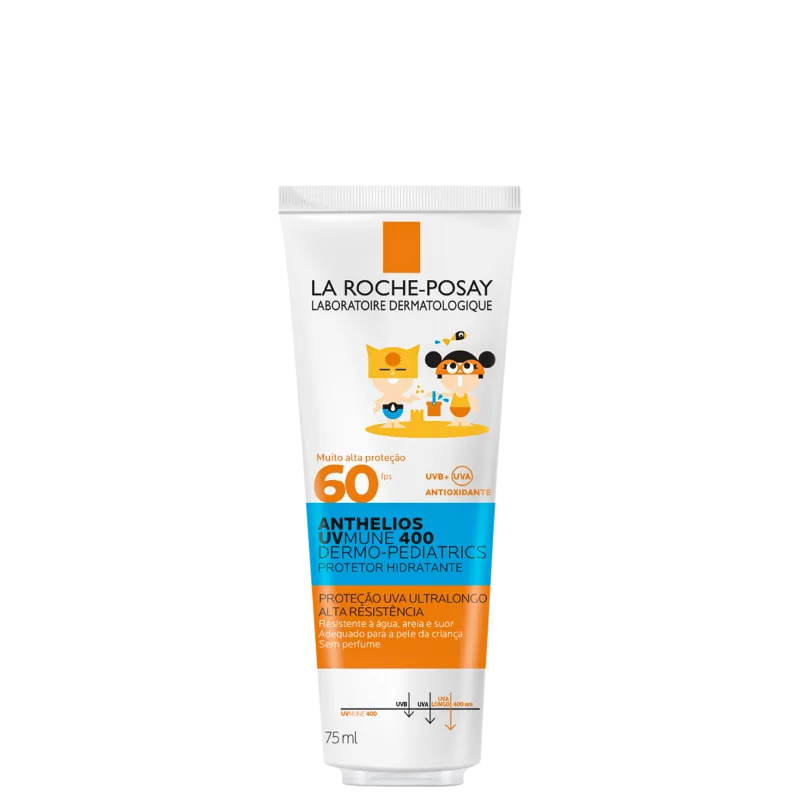 LA ROCHE-POSAY
LABORATOIRE DERMATOLOGIQUE
Muito alta proteção
60 fps
UVB+ UVA
ANTIOXIDANTE
ANTHELIOS
UVMUNE 400
DERMO-PEDIATRICS
PROTETOR HIDRATANTE
PROTEÇÃO UVA ULTRALONGO
ALTA RESISTÊNCIA
Resistente à água, areia e suor
Adequado para a pele da criança
Sem perfume
UVB UVA UVA LONGO 400 nm
UVMUNE 400
75 ml